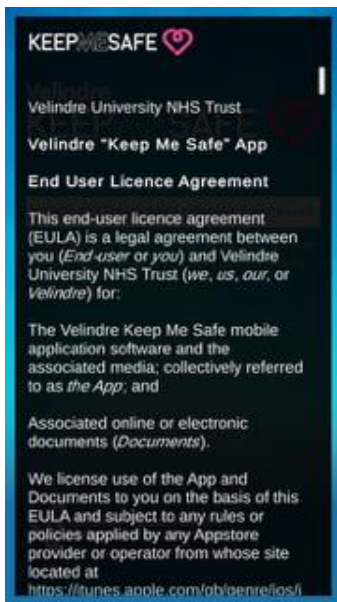 KEEPMESAFE
Velindre University NHS Trust
Velindre "Keep Me Safe" App
End User Licence Agreement
This end-user licence agreement
(EULA) is a legal agreement between
you (End-user or you) and Velindre
University NHS Trust (we, us, our, or
Velindre) for:
The Velindre Keep Me Safe mobile
application software and the
associated media; collectively referred
to as the App; and
Associated online or electronic
documents (Documents).
We license use of the App and
Documents to you on the basis of this
EULA and subject to any rules or
policies applied by any Appstore
provider or operator from whose site
located at
https://itunes.apple.com/gb/genre/ios/i